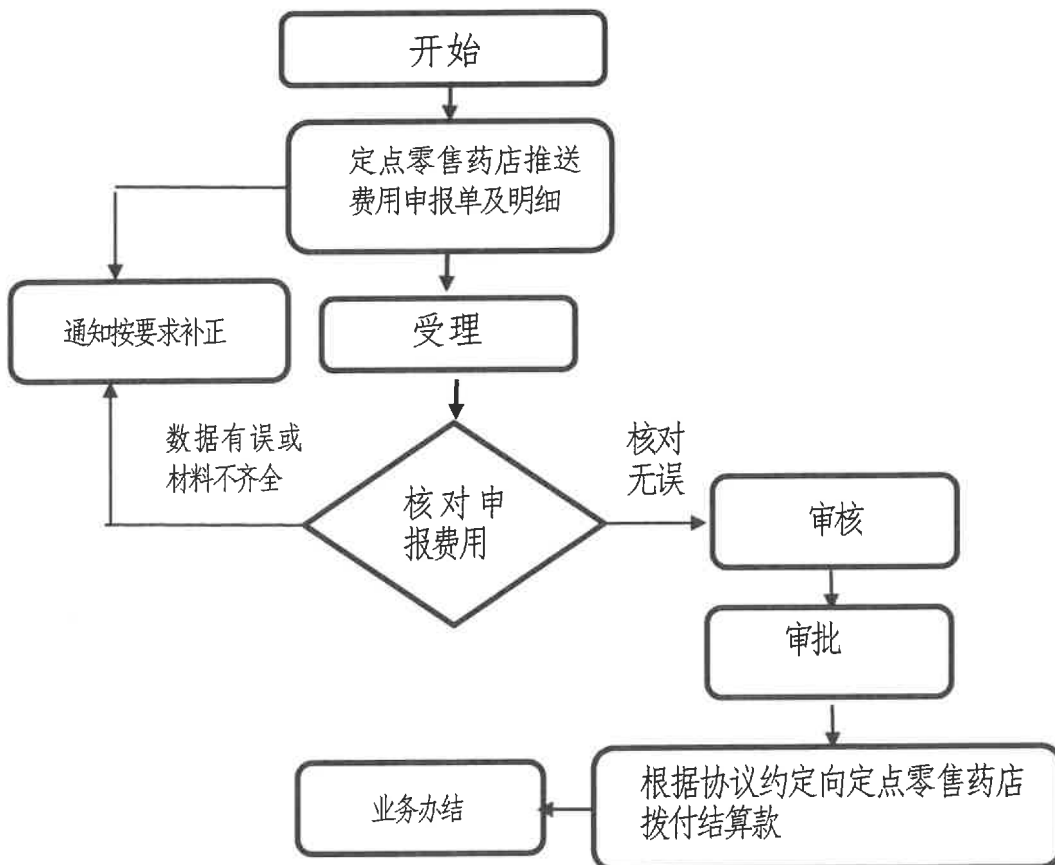 开始
定点零售药店推送
费用申报单及明细
通知按要求补正
受理
数据有误或
材料不齐全
核对
无误
核对申
报费用
审核
审批
根据协议约定向定点零售药店
拨付结算款
业务办结